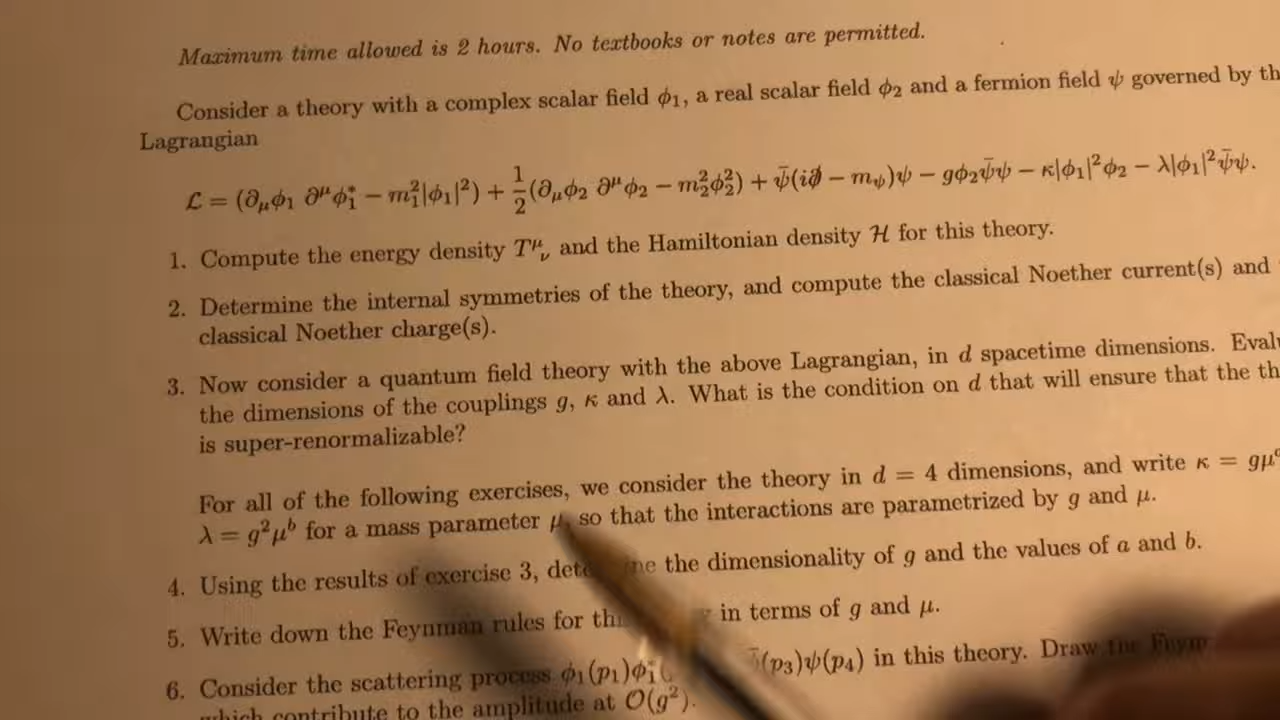 Maximum time allowed is 2 hours. No textbooks or notes are permitted.
Consider a theory with a complex scalar field ϕ₁, a real scalar field ϕ₂ and a fermion field ψ governed by
Lagrangian
ℒ = (∂_μϕ₁ ∂^μϕ₁* − m₁²|ϕ₁|²) + ½(∂_μϕ₂ ∂^μϕ₂ − m₂²ϕ₂²) + ψ̄(i∂̸ − m_ψ)ψ − gϕ₂ψ̄ψ − κ|ϕ₁|²ϕ₂ − λ|ϕ₁|²ψ̄ψ.
1. Compute the energy density T^μ_ν and the Hamiltonian density ℋ for this theory.
2. Determine the internal symmetries of the theory, and compute the classical Noether current(s) and
classical Noether charge(s).
3. Now consider a quantum field theory with the above Lagrangian, in d spacetime dimensions.
the dimensions of the couplings g, κ and λ. What is the condition on d that will ensure that the
is super-renormalizable?
For all of the following exercises, we consider the theory in d = 4 dimensions, and write κ = gμ^a
λ = g²μ^b for a mass parameter μ, so that the interactions are parametrized by g and μ.
4. Using the results of exercise 3, the dimensionality of g and the values of a and b.
5. Write down the Feynman rules for in terms of g and μ.
6. Consider the scattering process ϕ₁(p₁)ϕ₁*( (p₃)ψ(p₄) in this theory. Draw the
which contribute to the amplitude at 𝒪(g²).